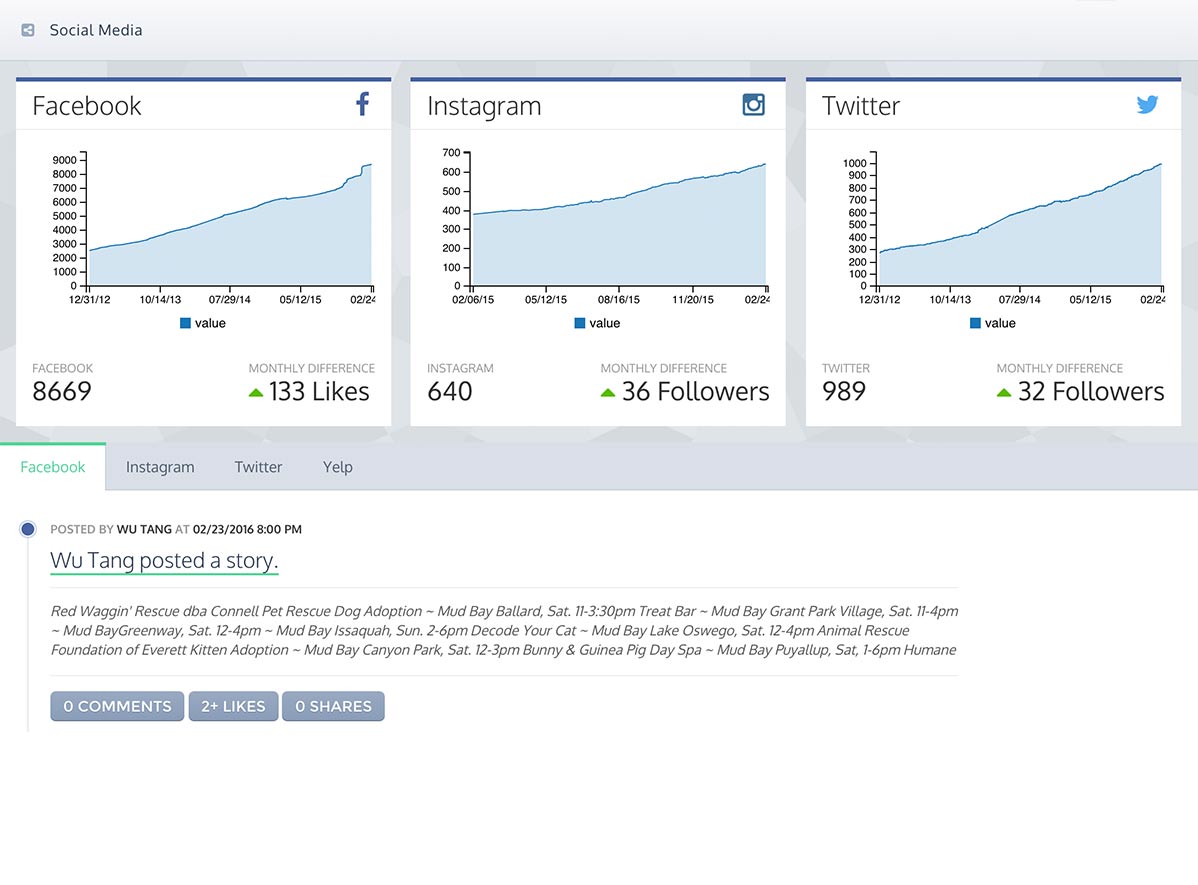 Social Media
Facebook
9000
8000
7000
6000
5000
4000
3000
2000
1000
0
12/31/12 10/14/13 07/29/14 05/12/15 02/24
value
FACEBOOK
8669
MONTHLY DIFFERENCE
133 Likes
Instagram
700
600
500
400
300
200
100
0
02/06/15 05/12/15 08/16/15 11/20/15 02/24
value
INSTAGRAM
640
MONTHLY DIFFERENCE
36 Followers
Twitter
1000
900
800
700
600
500
400
300
200
100
0
12/31/12 10/14/13 07/29/14 05/12/15 02/24
value
TWITTER
989
MONTHLY DIFFERENCE
32 Followers
Facebook Instagram Twitter Yelp
POSTED BY WU TANG AT 02/23/2016 8:00 PM
Wu Tang posted a story.
Red Waggin' Rescue dba Connell Pet Rescue Dog Adoption ~ Mud Bay Ballard, Sat. 11-3:30pm Treat Bar ~ Mud Bay Grant Park Village, Sat. 11-4pm
~ Mud BayGreenway, Sat. 12-4pm ~ Mud Bay Issaquah, Sun. 2-6pm Decode Your Cat ~ Mud Bay Lake Oswego, Sat. 12-4pm Animal Rescue
Foundation of Everett Kitten Adoption ~ Mud Bay Canyon Park, Sat. 12-3pm Bunny & Guinea Pig Day Spa ~ Mud Bay Puyallup, Sat, 1-6pm Humane
0 COMMENTS 2+ LIKES 0 SHARES